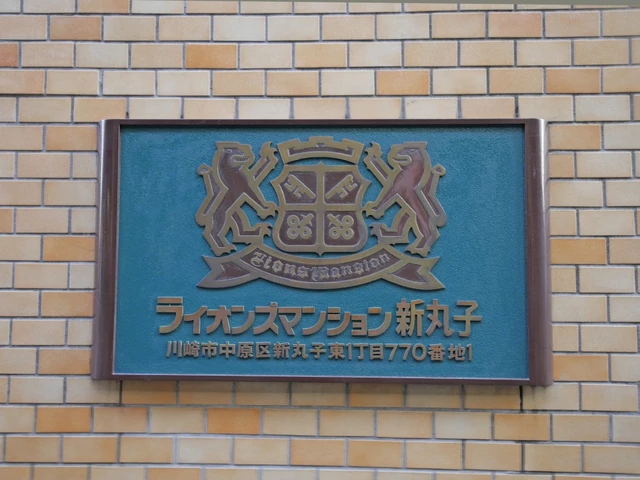 Lions Mansion
ライオンズマンション新丸子
川崎市中原区新丸子東1丁目770番地1